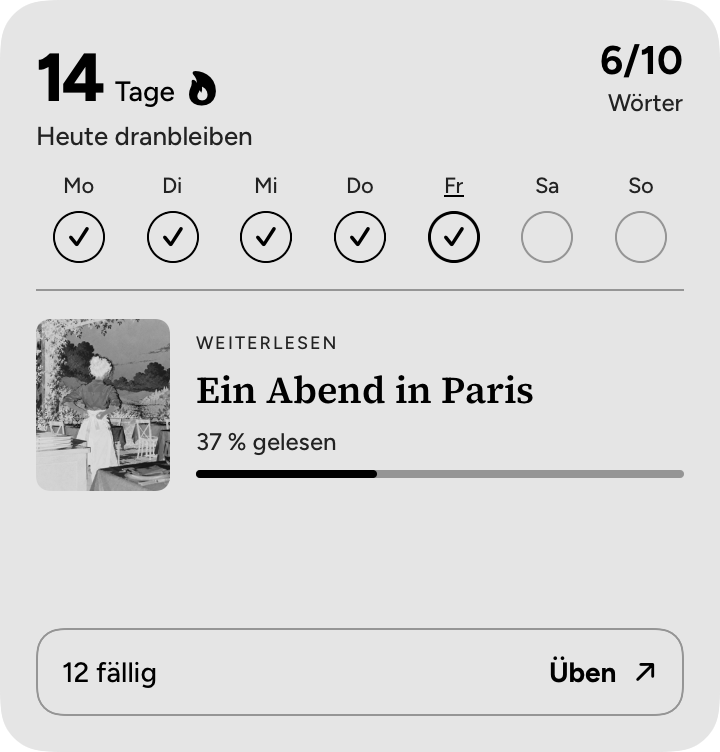 14 Tage
6/10
Wörter
Heute dranbleiben
Mo Di Mi Do Fr Sa So
WEITERLESEN
Ein Abend in Paris
37 % gelesen
12 fällig
Üben